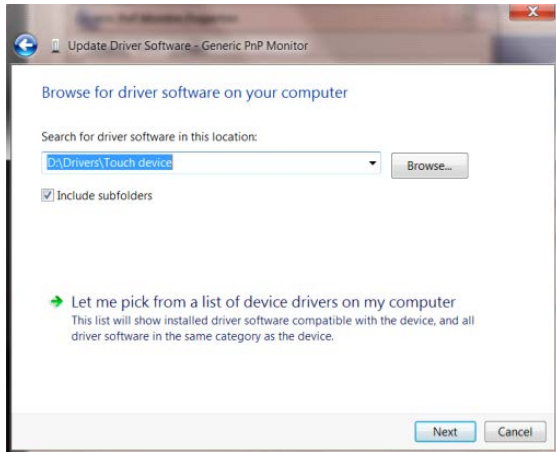 Update Driver Software - Generic PnP Monitor
Browse for driver software on your computer
Search for driver software in this location:
D:\Drivers\Touch device
Browse...
Include subfolders
Let me pick from a list of device drivers on my computer
This list will show installed driver software compatible with the device, and all
driver software in the same category as the device.
Next
Cancel